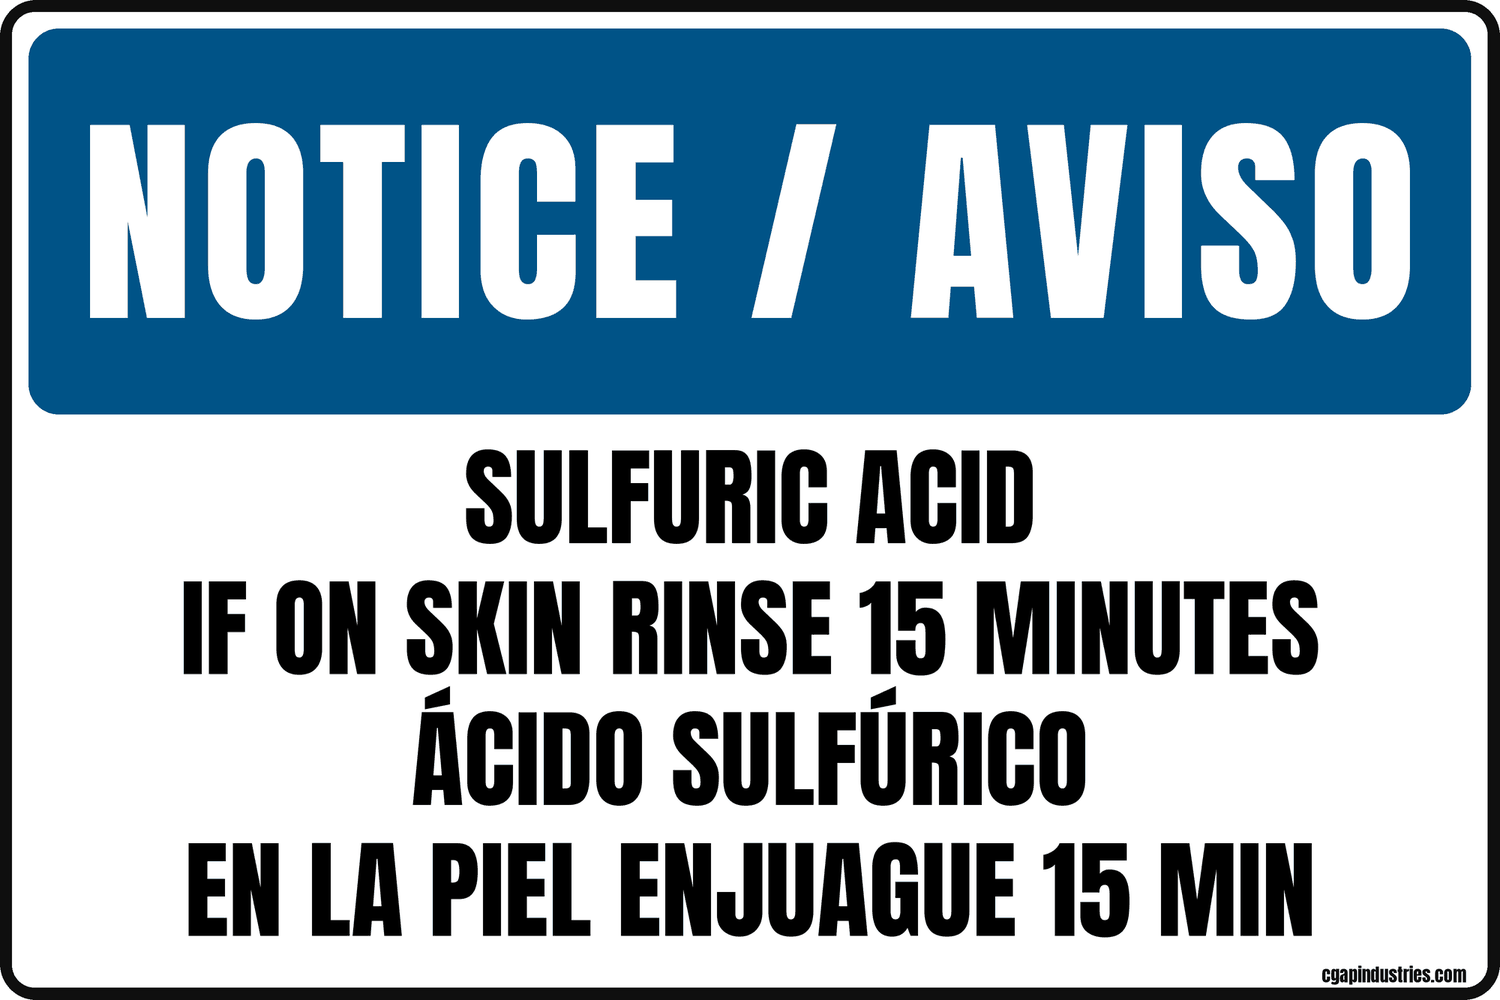 NOTICE / AVISO
SULFURIC ACID
IF ON SKIN RINSE 15 MINUTES
ÁCIDO SULFÚRICO
EN LA PIEL ENJUAGUE 15 MIN
cgapindustries.com